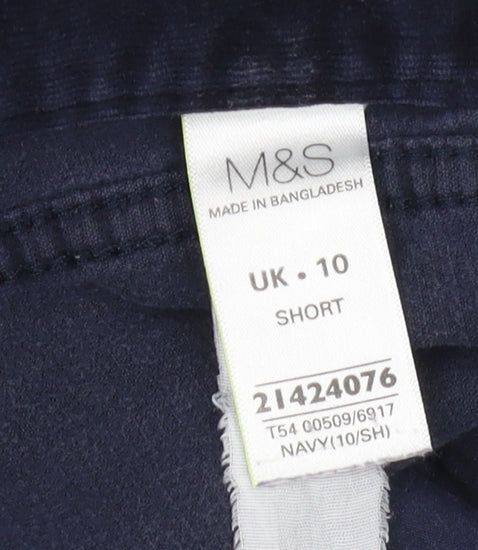 M&S
MADE IN BANGLADESH
UK • 10
SHORT
21424076
T54 00509/6917
NAVY(10/SH)